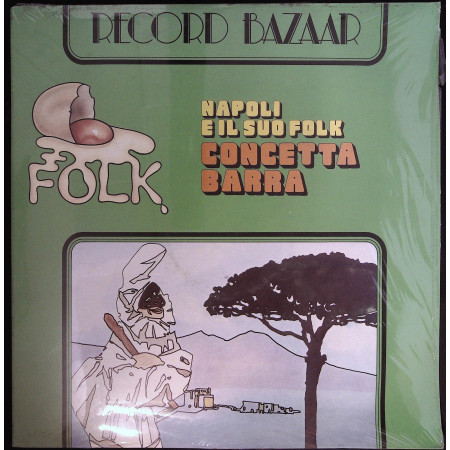 RECORD BAZAAR
NAPOLI
E IL SUO FOLK
CONCETTA
BARRA
FOLK